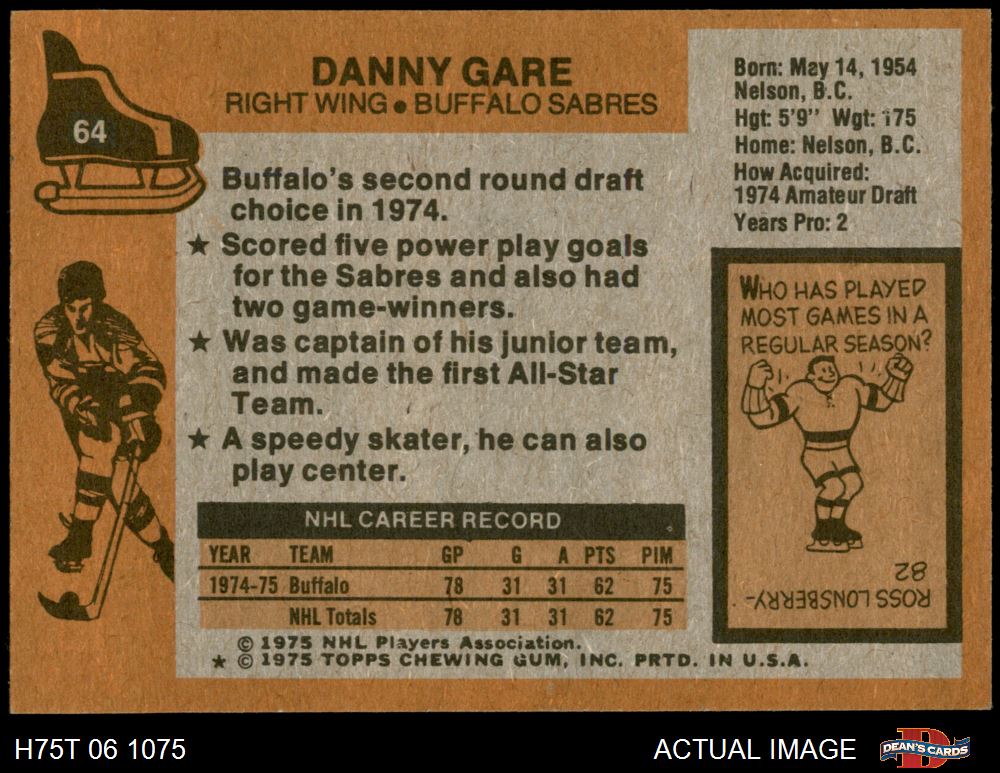 64
DANNY GARE
RIGHT WING • BUFFALO SABRES
Buffalo's second round draft
choice in 1974.
★ Scored five power play goals
for the Sabres and also had
two game-winners.
★ Was captain of his junior team,
and made the first All-Star
Team.
★ A speedy skater, he can also
play center.
Born: May 14, 1954
Nelson, B.C.
Hgt: 5'9" Wgt: 175
Home: Nelson, B.C.
How Acquired:
1974 Amateur Draft
Years Pro: 2
WHO HAS PLAYED
MOST GAMES IN A
REGULAR SEASON?
ROSS LONSBERRY-
82
NHL CAREER RECORD
YEAR TEAM GP G A PTS PIM
1974-75 Buffalo 78 31 31 62 75
NHL Totals 78 31 31 62 75
© 1975 NHL Players Association.
★ © 1975 TOPPS CHEWING GUM, INC. PRTD. IN U.S.A.
H75T 06 1075
ACTUAL IMAGE
DEAN'S CARDS